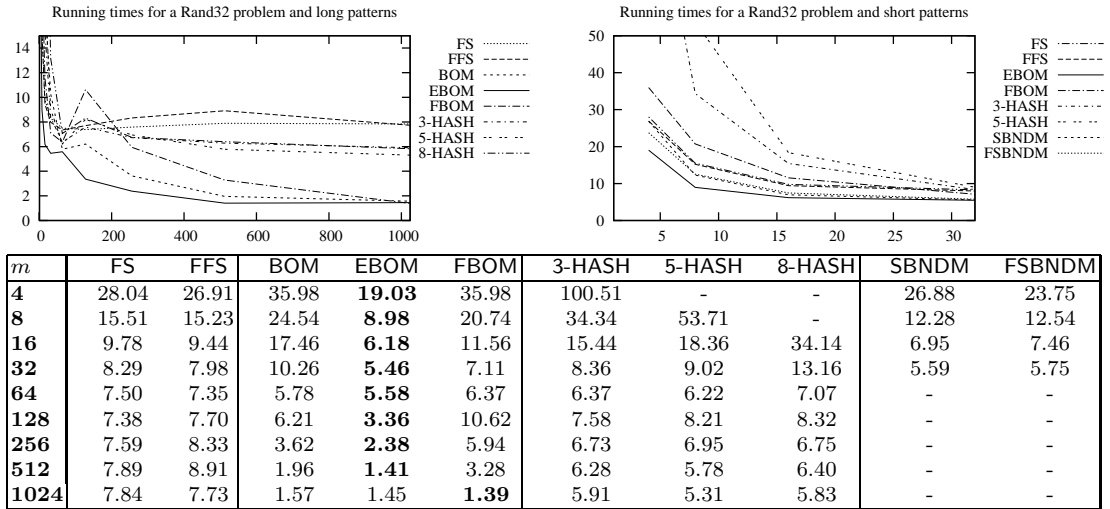 Running times for a Rand32 problem and long patterns
14
12
10
8
6
4
2
0
0 200 400 600 800 1000
FS
FFS
BOM
EBOM
FBOM
3-HASH
5-HASH
8-HASH
Running times for a Rand32 problem and short patterns
50
40
30
20
10
0
5 10 15 20 25 30
FS
FFS
EBOM
FBOM
3-HASH
5-HASH
SBNDM
FSBNDM
m FS FFS BOM EBOM FBOM 3-HASH 5-HASH 8-HASH SBNDM FSBNDM
4 28.04 26.91 35.98 19.03 35.98 100.51 - - 26.88 23.75
8 15.51 15.23 24.54 8.98 20.74 34.34 53.71 - 12.28 12.54
16 9.78 9.44 17.46 6.18 11.56 15.44 18.36 34.14 6.95 7.46
32 8.29 7.98 10.26 5.46 7.11 8.36 9.02 13.16 5.59 5.75
64 7.50 7.35 5.78 5.58 6.37 6.37 6.22 7.07 - -
128 7.38 7.70 6.21 3.36 10.62 7.58 8.21 8.32 - -
256 7.59 8.33 3.62 2.38 5.94 6.73 6.95 6.75 - -
512 7.89 8.91 1.96 1.41 3.28 6.28 5.78 6.40 - -
1024 7.84 7.73 1.57 1.45 1.39 5.91 5.31 5.83 - -